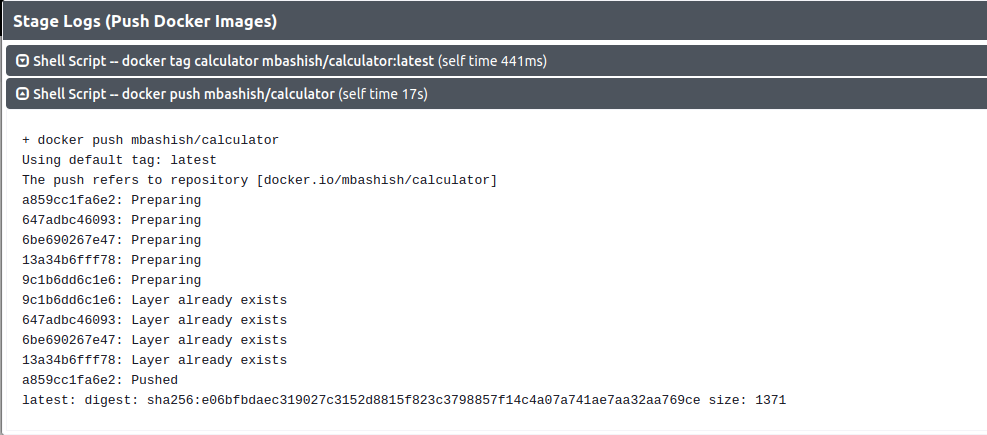 Stage Logs (Push Docker Images)
Shell Script -- docker tag calculator mbashish/calculator:latest (self time 441ms)
Shell Script -- docker push mbashish/calculator (self time 17s)
+ docker push mbashish/calculator
Using default tag: latest
The push refers to repository [docker.io/mbashish/calculator]
a859cc1fa6e2: Preparing
647adbc46093: Preparing
6be690267e47: Preparing
13a34b6fff78: Preparing
9c1b6dd6c1e6: Preparing
9c1b6dd6c1e6: Layer already exists
647adbc46093: Layer already exists
6be690267e47: Layer already exists
13a34b6fff78: Layer already exists
a859cc1fa6e2: Pushed
latest: digest: sha256:e06bfbdaec319027c3152d8815f823c3798857f14c4a07a741ae7aa32aa769ce size: 1371